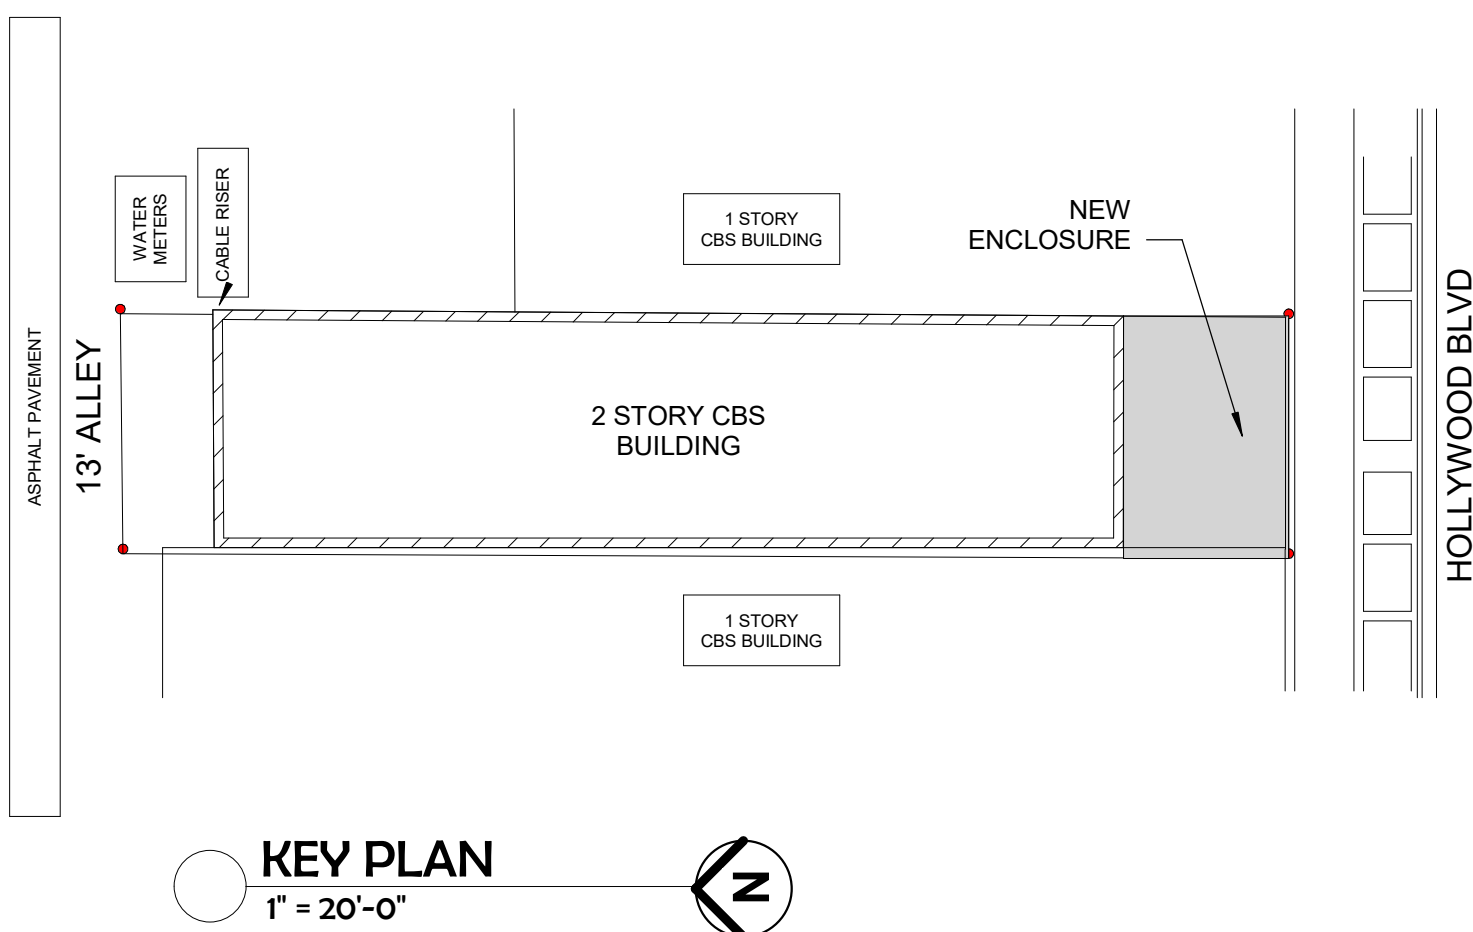 WATER
METERS
CABLE RISER
1 STORY
CBS BUILDING
NEW
ENCLOSURE
ASPHALT PAVEMENT
13' ALLEY
2 STORY CBS
BUILDING
HOLLYWOOD BLVD
1 STORY
CBS BUILDING
KEY PLAN
1" = 20'-0"
N